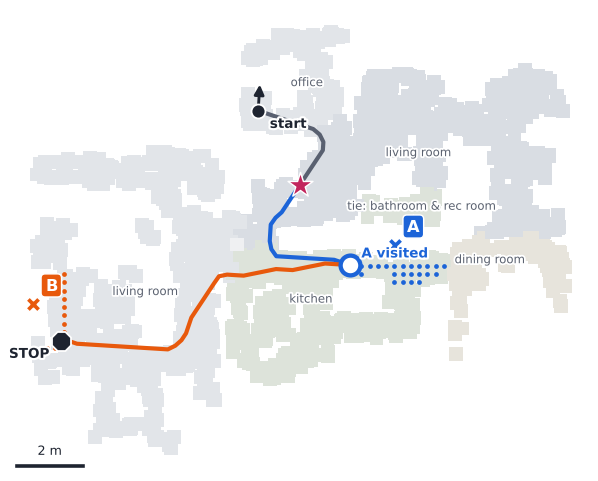 office
start
living room
tie: bathroom & rec room
A
A visited
dining room
B
living room
kitchen
STOP
2 m